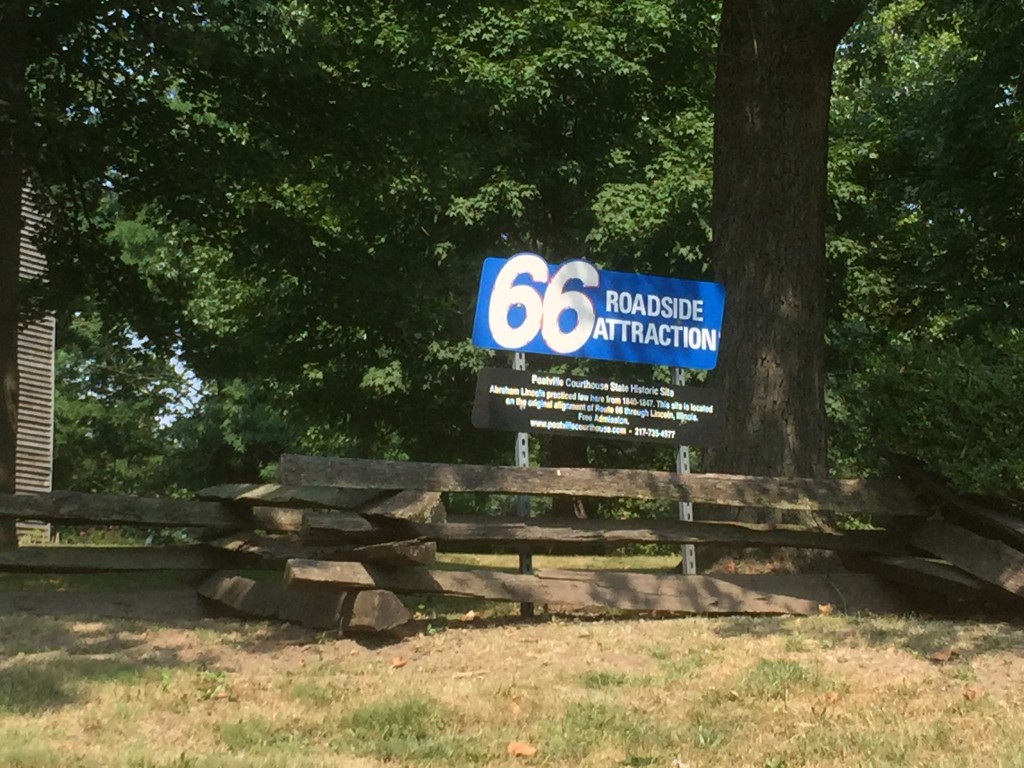 66 ROADSIDE
ATTRACTION
Postville Courthouse State Historic Site
Abraham Lincoln practiced law here from 1840-1847. This site is located
on the original alignment of Route 66 through Lincoln, Illinois.
Free Admission.
www.postvillecourthouse.com • 217-735-4977